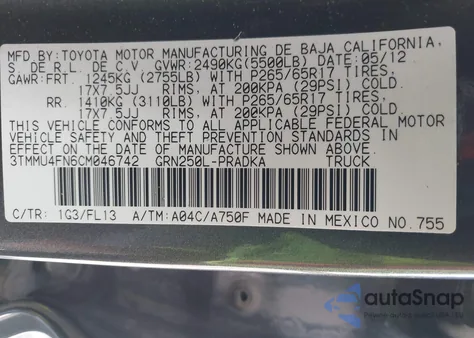 MFD.BY:TOYOTA MOTOR MANUFACTURING DE BAJA CALIFORNIA,
S. DE R.L. DE C.V. GVWR:2490KG(5500LB) DATE:05/12
GAWR:FRT. 1245KG(2755LB)WITH P265/65R17 TIRES,
17X7.5JJ RIMS, AT 200KPA (29PSI) COLD.
RR. 1410KG(3110LB)WITH P265/65R17 TIRES,
17X7.5JJ RIMS, AT 200KPA (29PSI) COLD.
THIS VEHICLE CONFORMS TO ALL APPLICABLE FEDERAL MOTOR
VEHICLE SAFETY AND THEFT PREVENTION STANDARDS IN
EFFECT ON THE DATE OF MANUFACTURE SHOWN ABOVE.
3TMMU4FN6CM046742 GRN250L-PRADKA TRUCK
C/TR: 1G3/FL13 A/TM:A04C/A750F MADE IN MEXICO NO.755
autoSnap